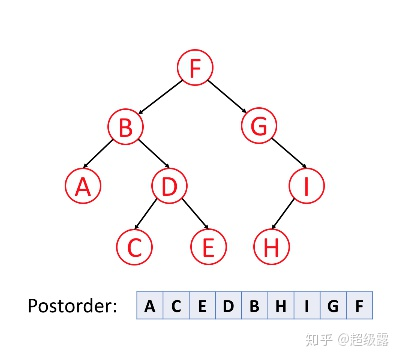 F
B G
A D I
C E H
Postorder: A C E D B H I G F
知乎 @超级露